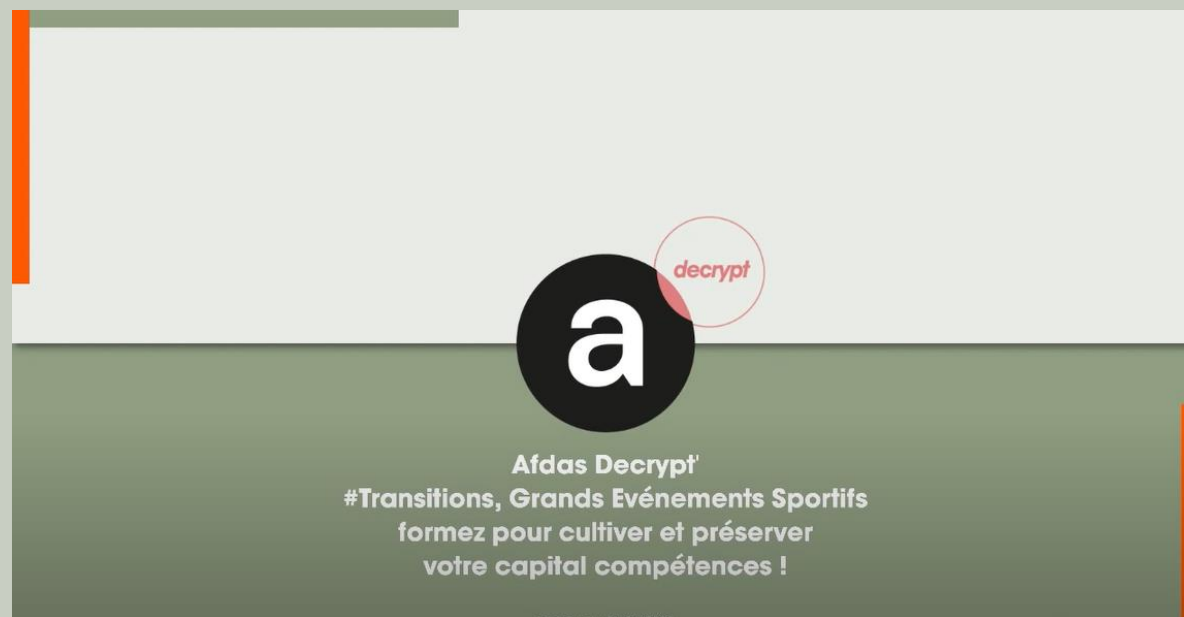 decrypt
a
Afdas Decrypt'
#Transitions, Grands Evénements Sportifs
formez pour cultiver et préserver
votre capital compétences !